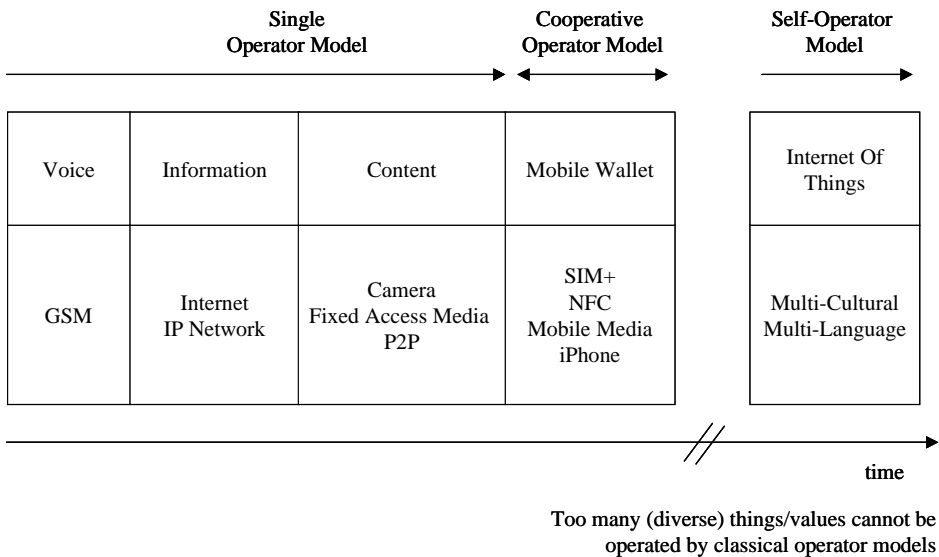 Single
Operator Model
Cooperative
Operator Model
Self-Operator
Model
Voice
Information
Content
Mobile Wallet
Internet Of
Things
GSM
Internet
IP Network
Camera
Fixed Access Media
P2P
SIM+
NFC
Mobile Media
iPhone
Multi-Cultural
Multi-Language
time
Too many (diverse) things/values cannot be
operated by classical operator models